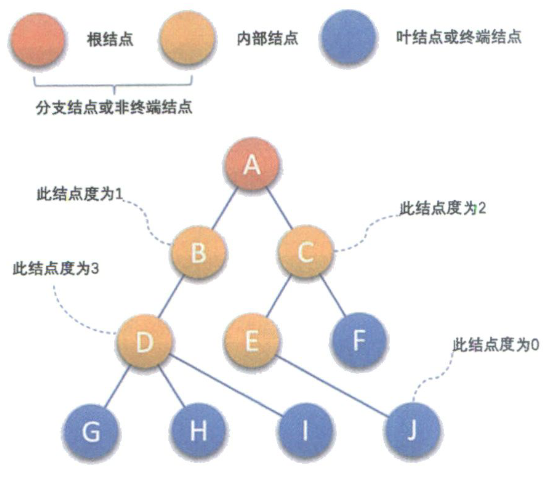 根结点 内部结点 叶结点或终端结点
分支结点或非终端结点
A
此结点度为1
此结点度为2
B C
此结点度为3
D E F
此结点度为0
G H I J